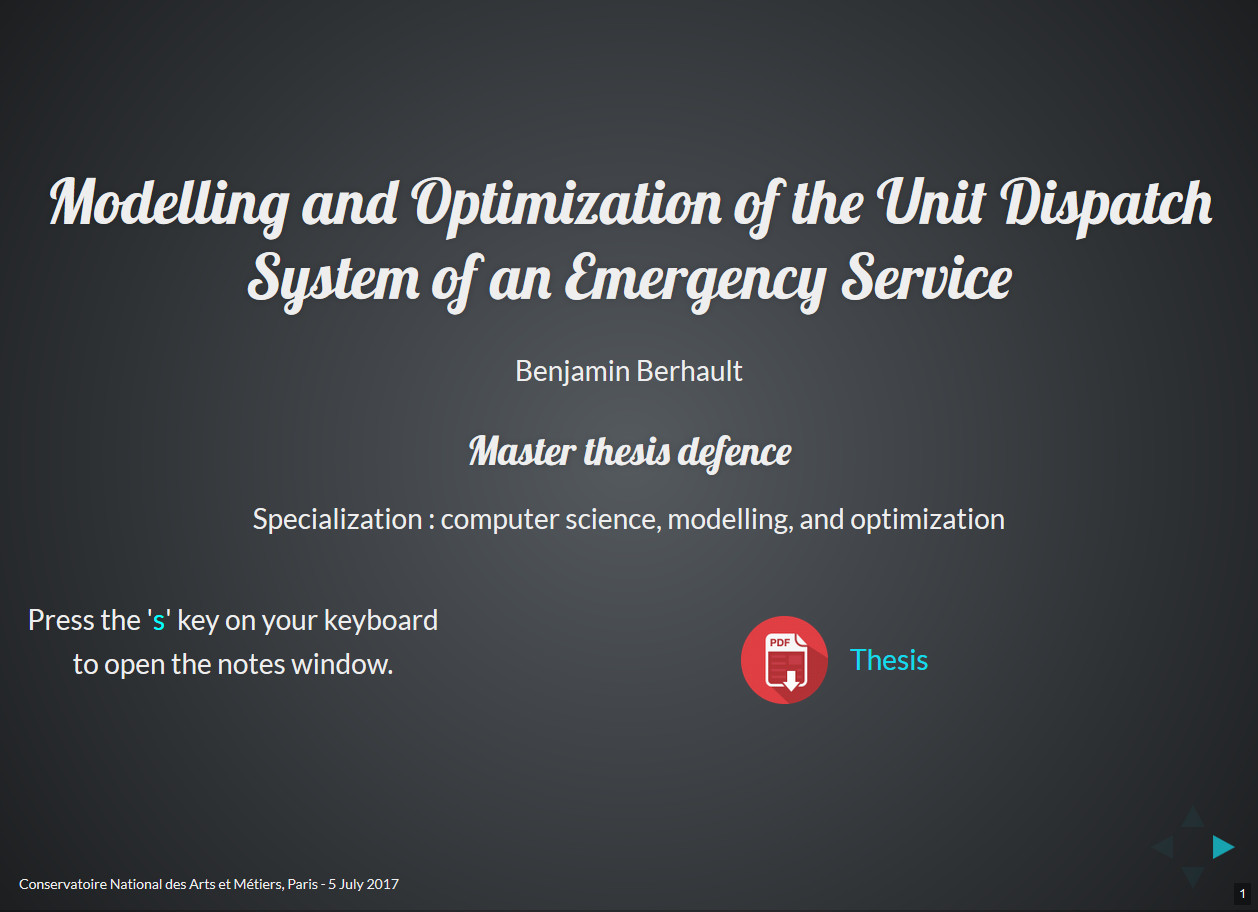 Modelling and Optimization of the Unit Dispatch
System of an Emergency Service
Benjamin Berhault
Master thesis defence
Specialization : computer science, modelling, and optimization
Press the 's' key on your keyboard
to open the notes window.
PDF
Thesis
Conservatoire National des Arts et Métiers, Paris - 5 July 2017
1